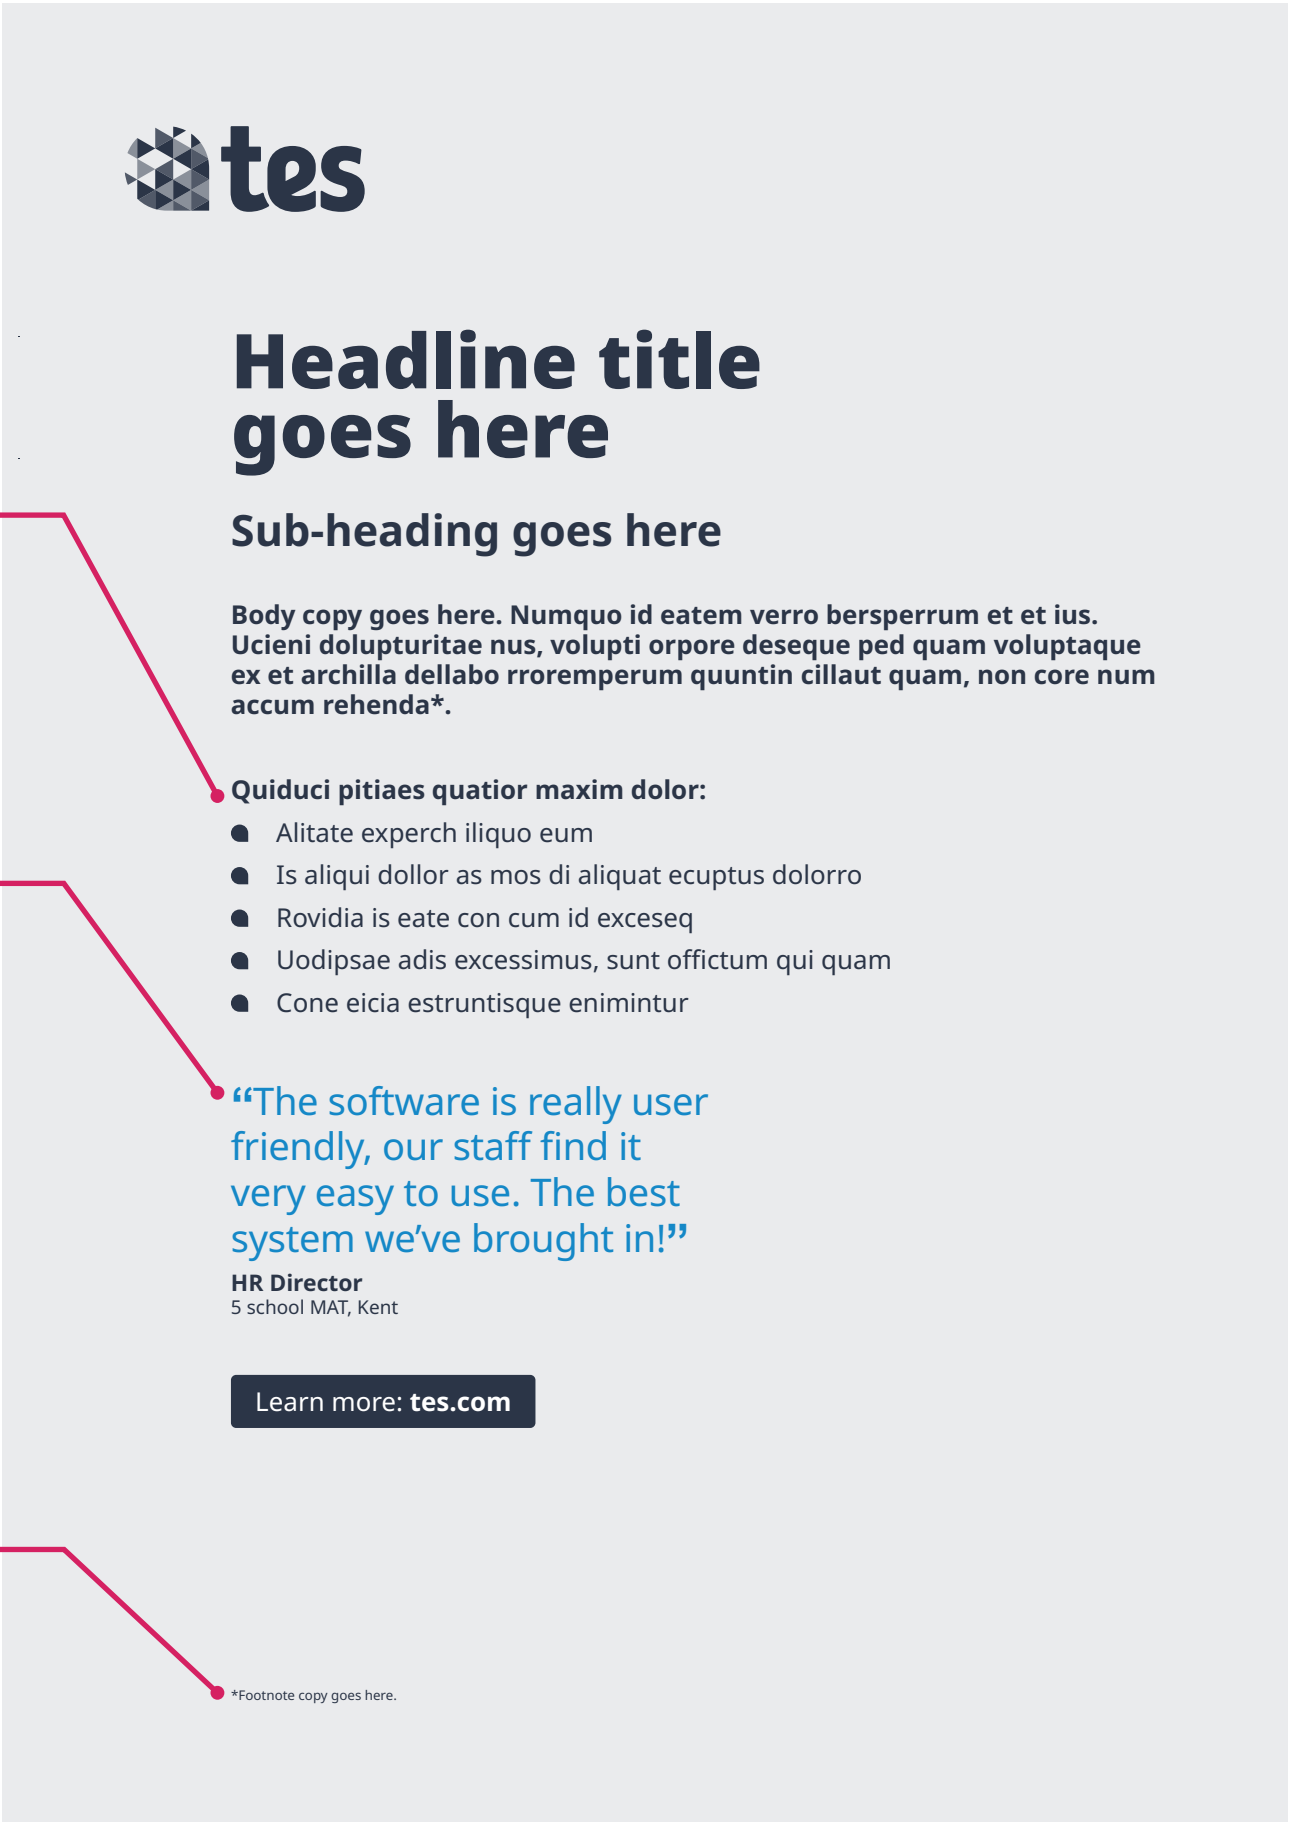 tes
Headline title
goes here
Sub-heading goes here
Body copy goes here. Numquo id eatem verro bersperrum et et ius.
Ucieni dolupturitae nus, volupti orpore deseque ped quam voluptaque
ex et archilla dellabo rroremperum quuntin cillaut quam, non core num
accum rehenda*.
Quiduci pitiaes quatior maxim dolor:
Alitate experch iliquo eum
Is aliqui dollor as mos di aliquat ecuptus dolorro
Rovidia is eate con cum id exceseq
Uodipsae adis excessimus, sunt offictum qui quam
Cone eicia estruntisque enimintur
“The software is really user
friendly, our staff find it
very easy to use. The best
system we’ve brought in!”
HR Director
5 school MAT, Kent
Learn more: tes.com
*Footnote copy goes here.